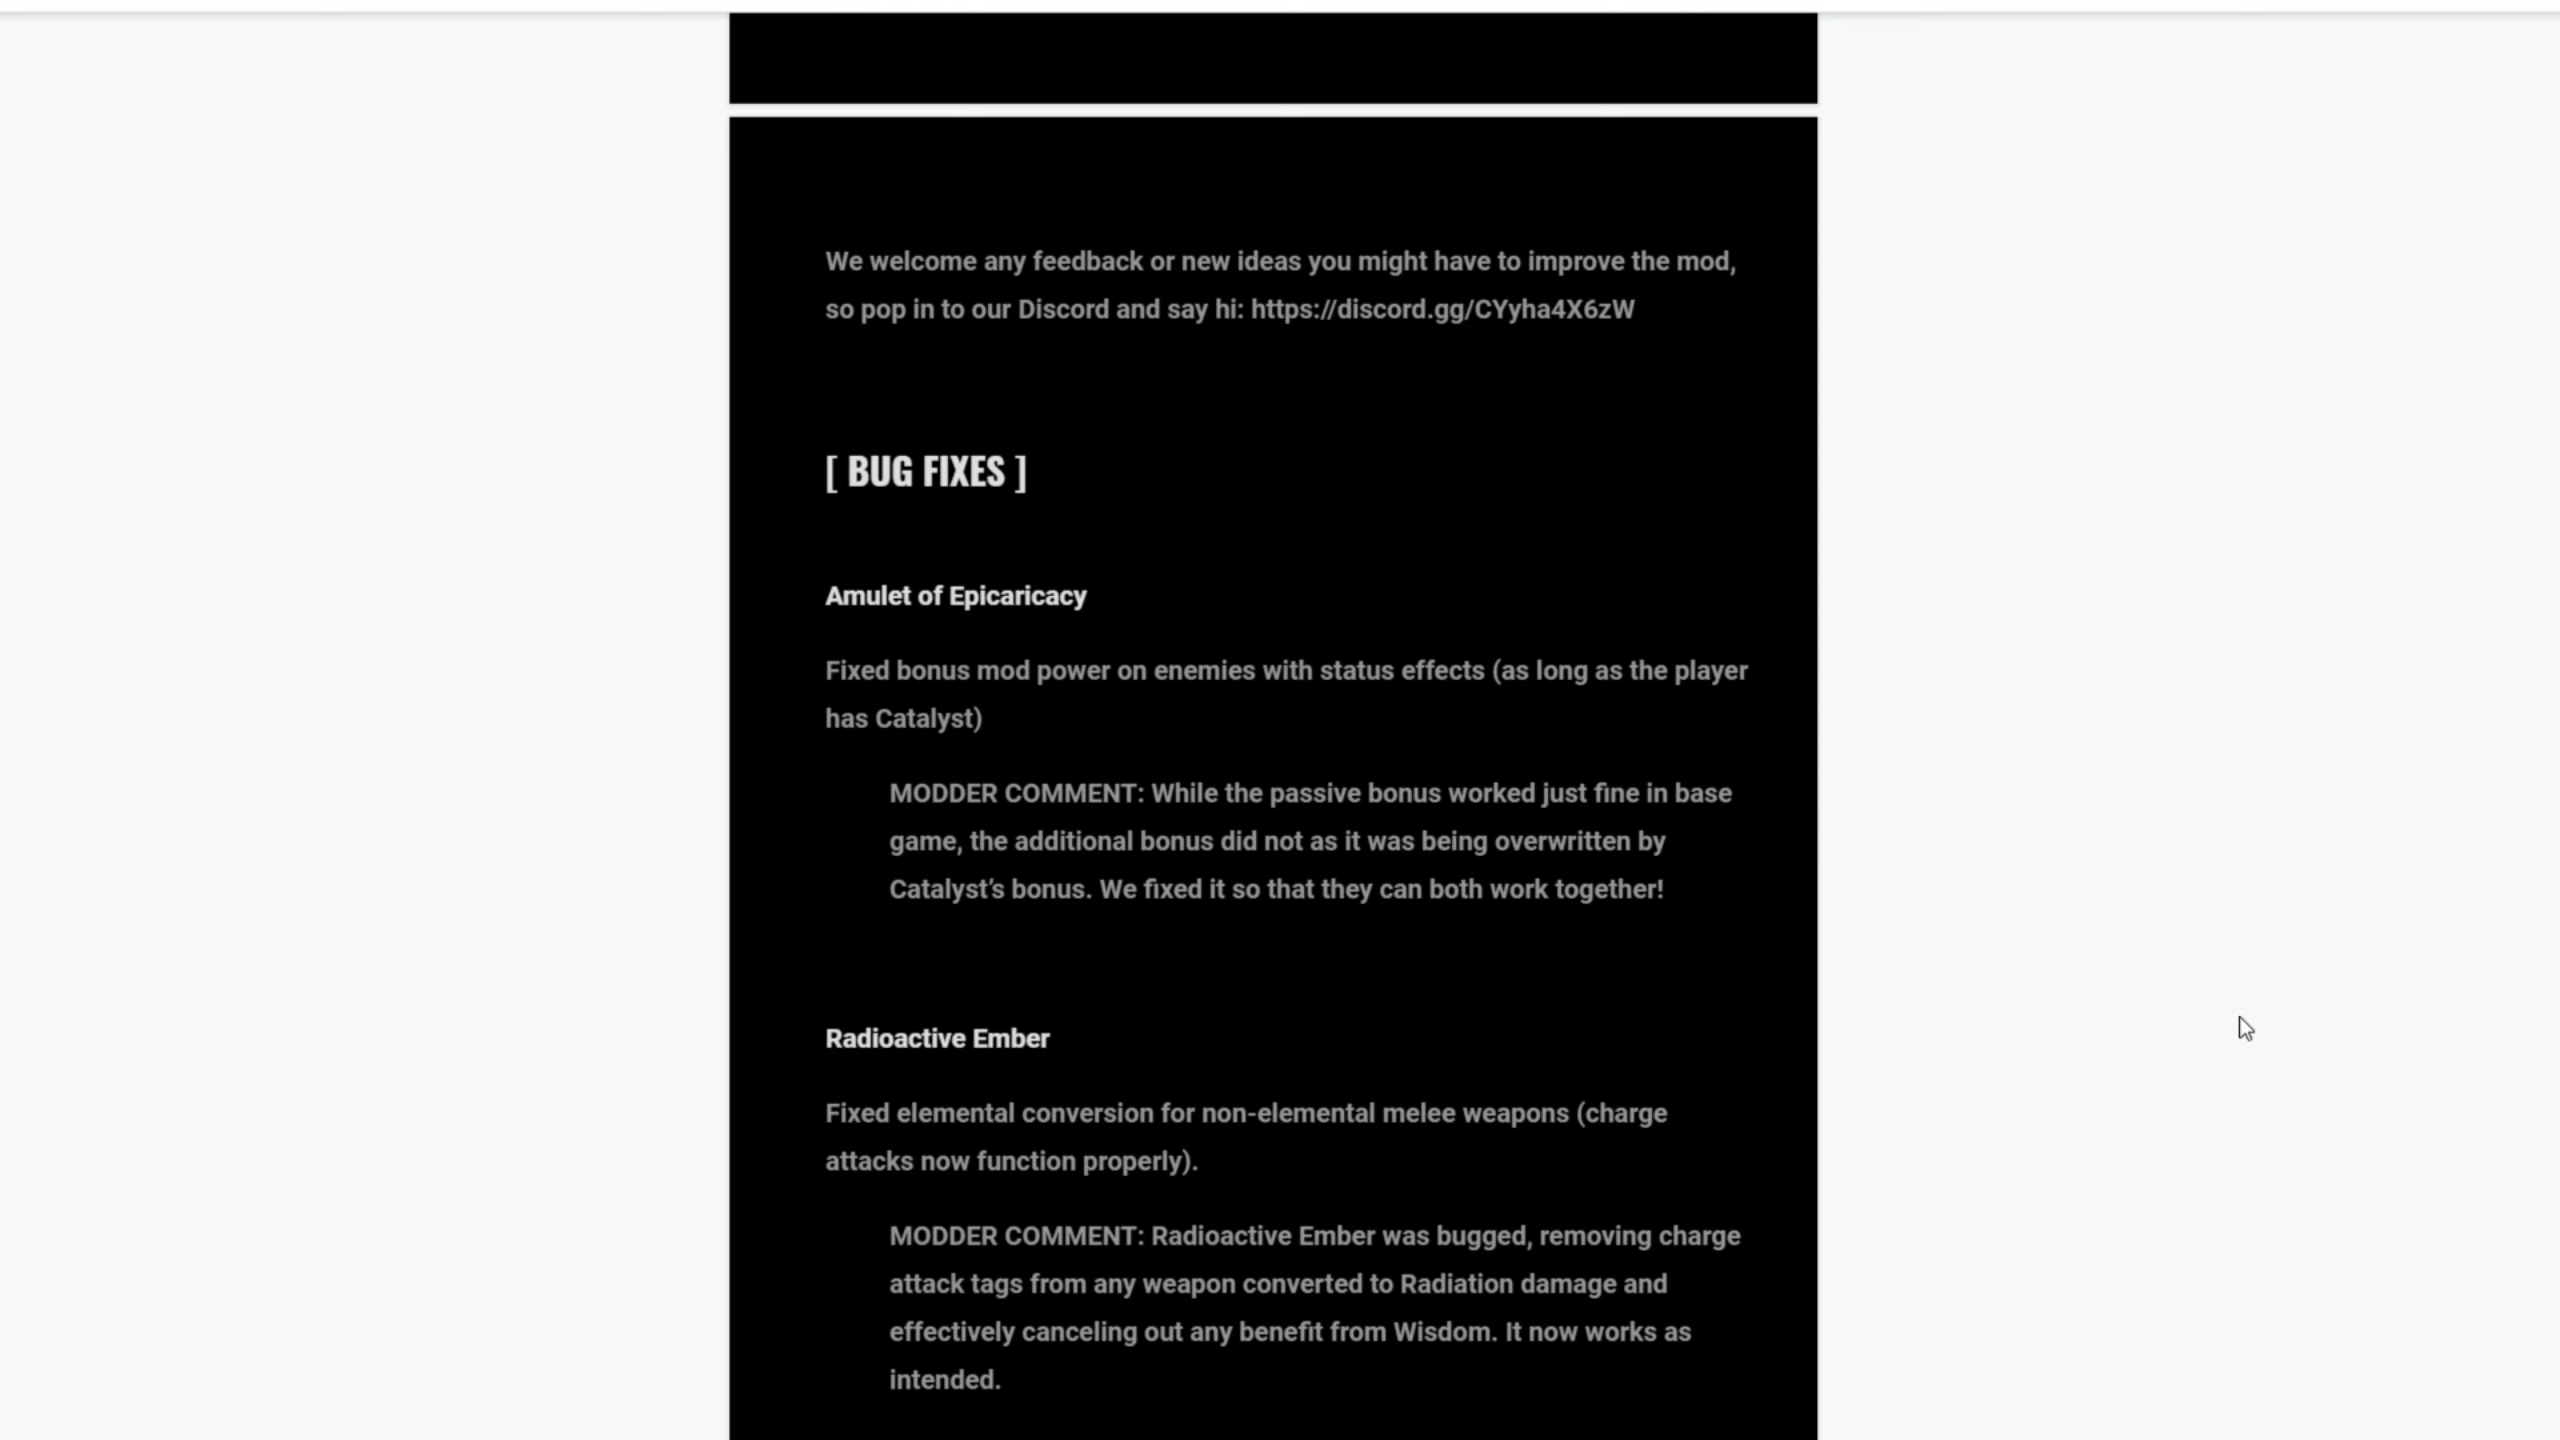 We welcome any feedback or new ideas you might have to improve the mod,
so pop in to our Discord and say hi: https://discord.gg/CYyha4X6zW
[ BUG FIXES ]
Amulet of Epicaricacy
Fixed bonus mod power on enemies with status effects (as long as the player
has Catalyst)
MODDER COMMENT: While the passive bonus worked just fine in base
game, the additional bonus did not as it was being overwritten by
Catalyst’s bonus. We fixed it so that they can both work together!
Radioactive Ember
Fixed elemental conversion for non-elemental melee weapons (charge
attacks now function properly).
MODDER COMMENT: Radioactive Ember was bugged, removing charge
attack tags from any weapon converted to Radiation damage and
effectively canceling out any benefit from Wisdom. It now works as
intended.